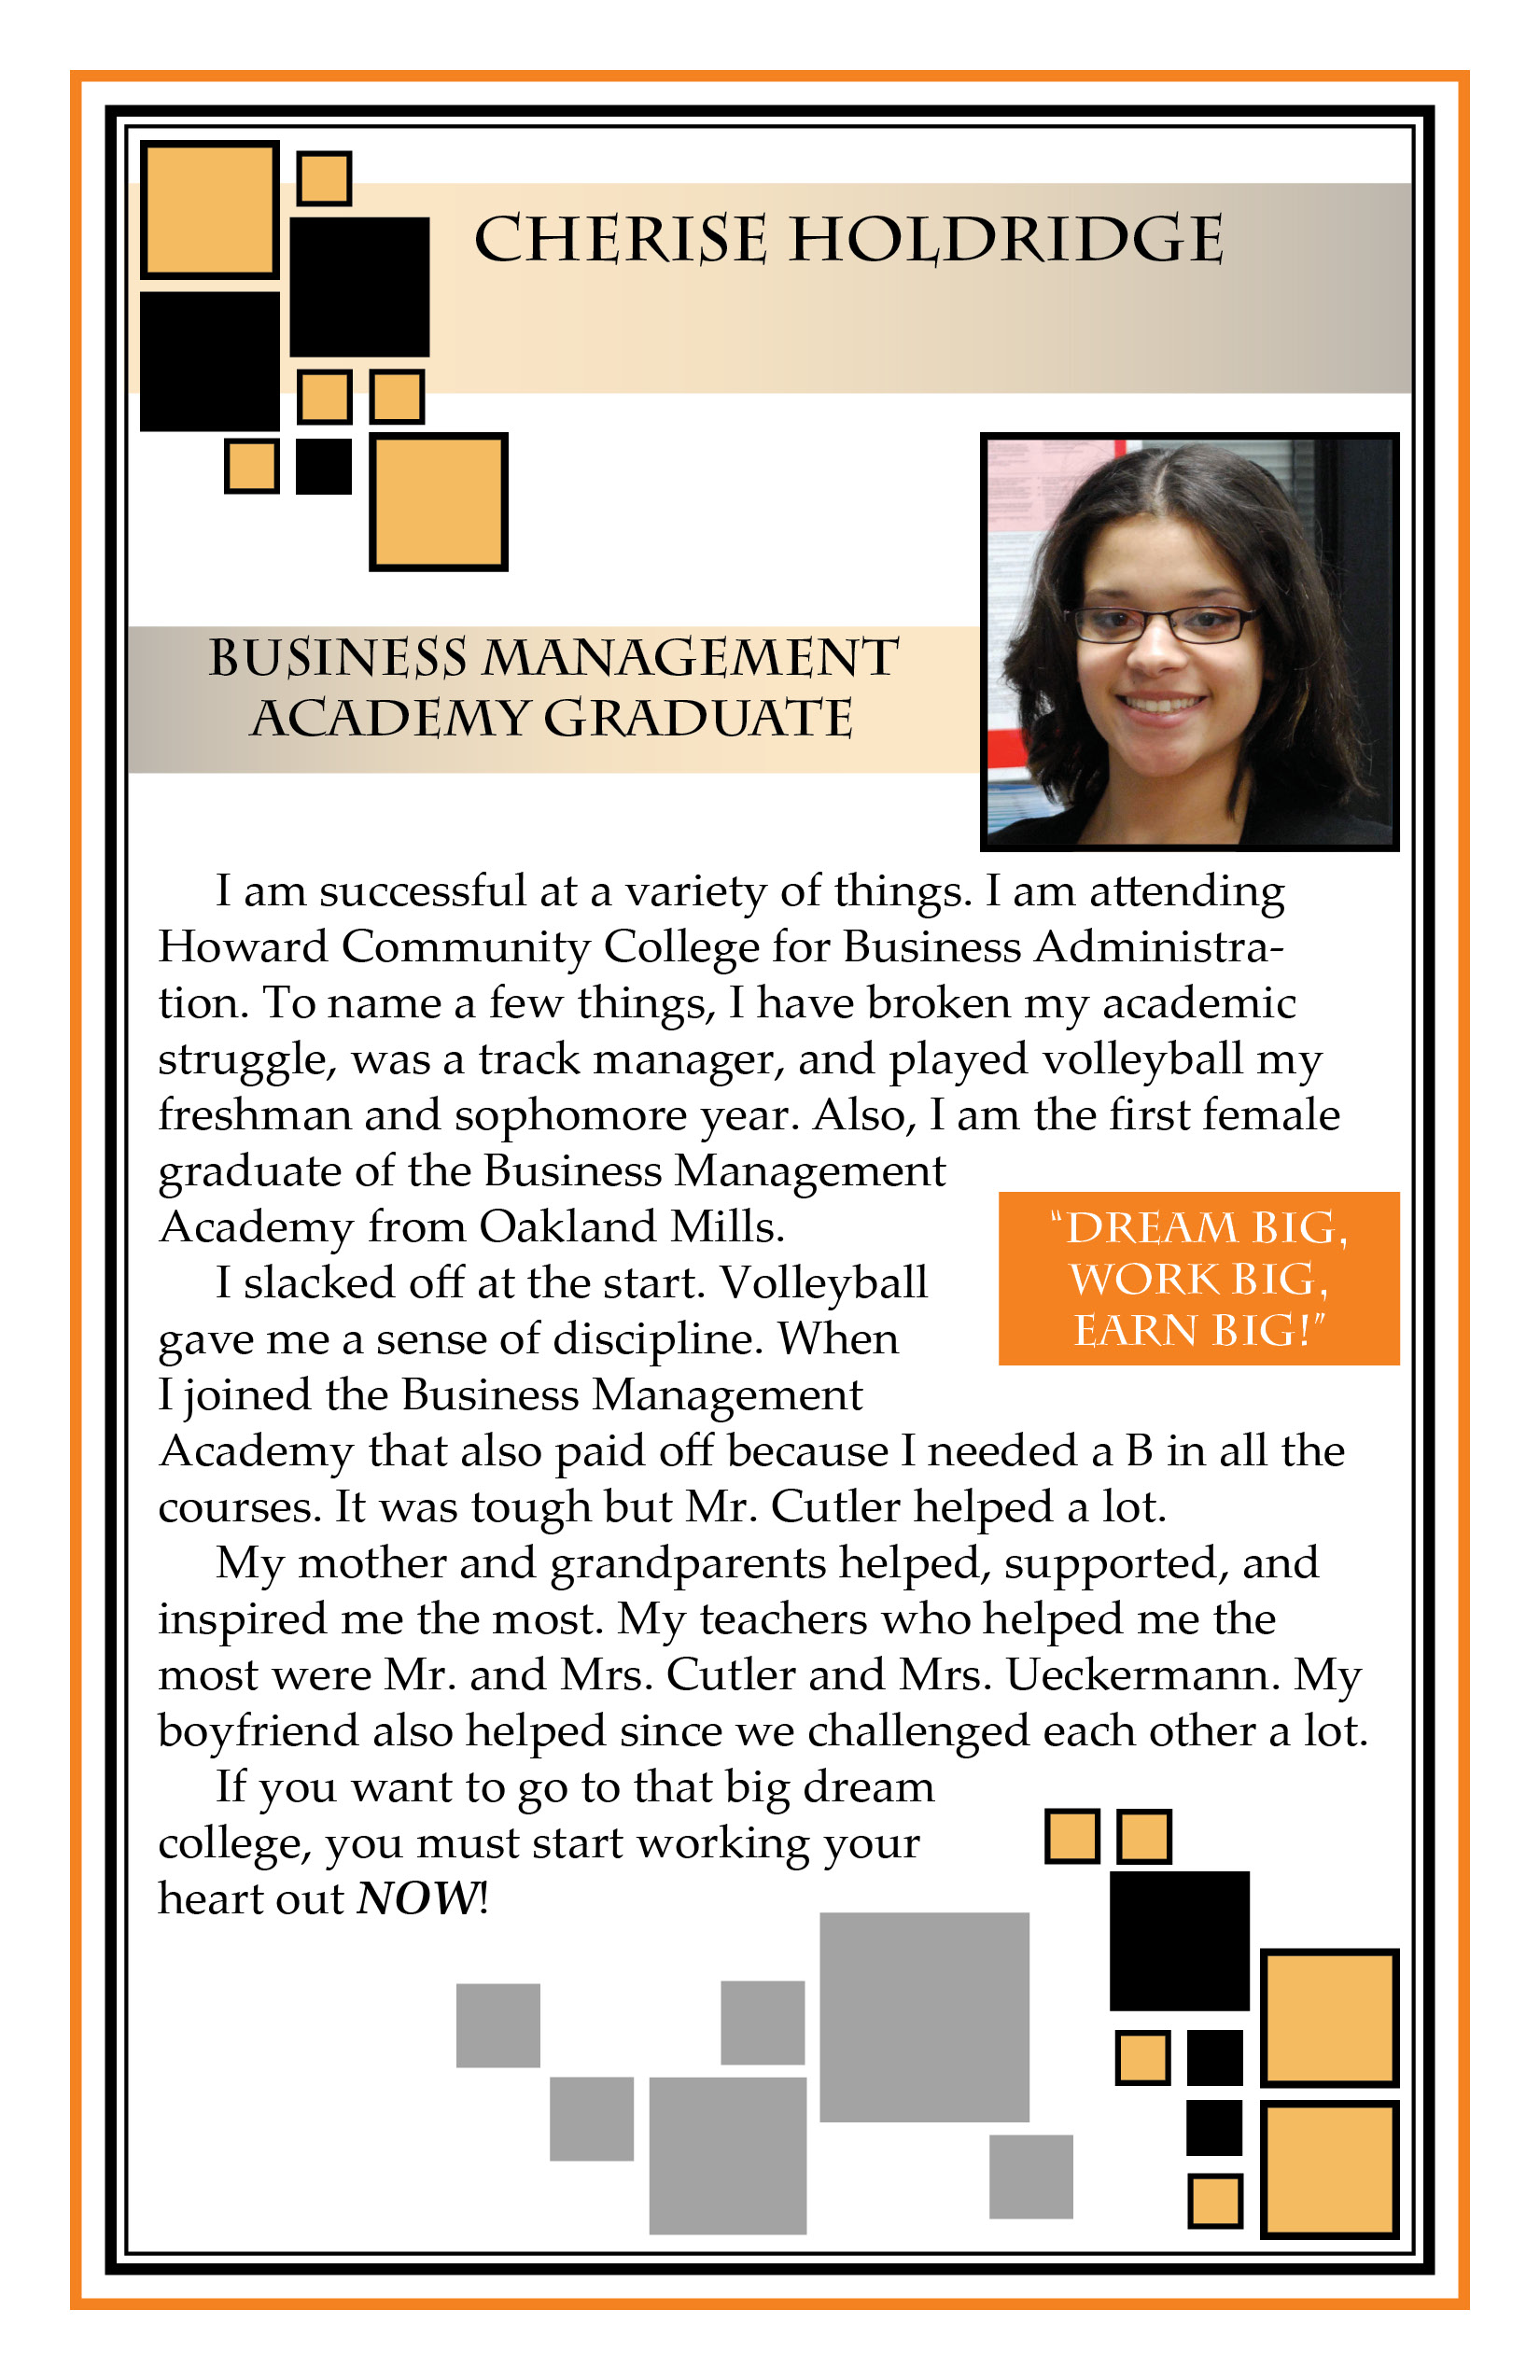 CHERISE HOLDRIDGE
BUSINESS MANAGEMENT
ACADEMY GRADUATE
I am successful at a variety of things. I am attending
Howard Community College for Business Administra-
tion. To name a few things, I have broken my academic
struggle, was a track manager, and played volleyball my
freshman and sophomore year. Also, I am the first female
graduate of the Business Management
Academy from Oakland Mills.
I slacked off at the start. Volleyball
gave me a sense of discipline. When
I joined the Business Management
Academy that also paid off because I needed a B in all the
courses. It was tough but Mr. Cutler helped a lot.
My mother and grandparents helped, supported, and
inspired me the most. My teachers who helped me the
most were Mr. and Mrs. Cutler and Mrs. Ueckermann. My
boyfriend also helped since we challenged each other a lot.
If you want to go to that big dream
college, you must start working your
heart out NOW!
“DREAM BIG,
WORK BIG,
EARN BIG!”